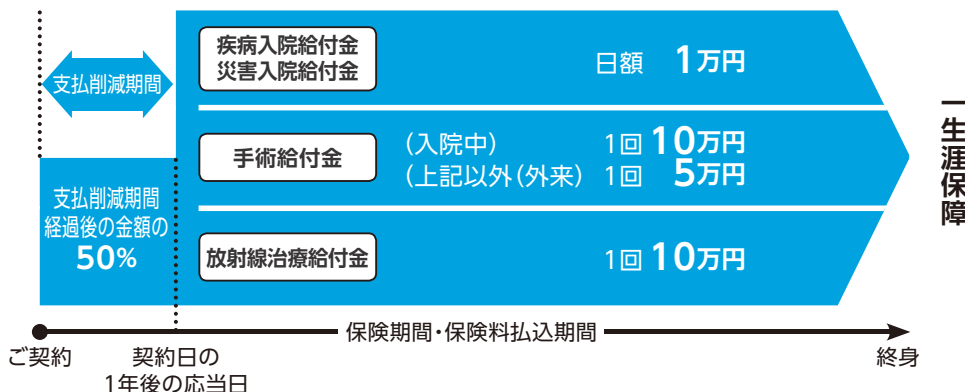 疾病入院給付金
災害入院給付金
日額 1万円
支払削減期間
手術給付金
(入院中) 1回 10万円
(上記以外(外来) 1回 5万円
支払削減期間
経過後の金額の
50%
放射線治療給付金
1回 10万円
一生涯保障
保険期間・保険料払込期間
ご契約
契約日の
1年後の応当日
終身